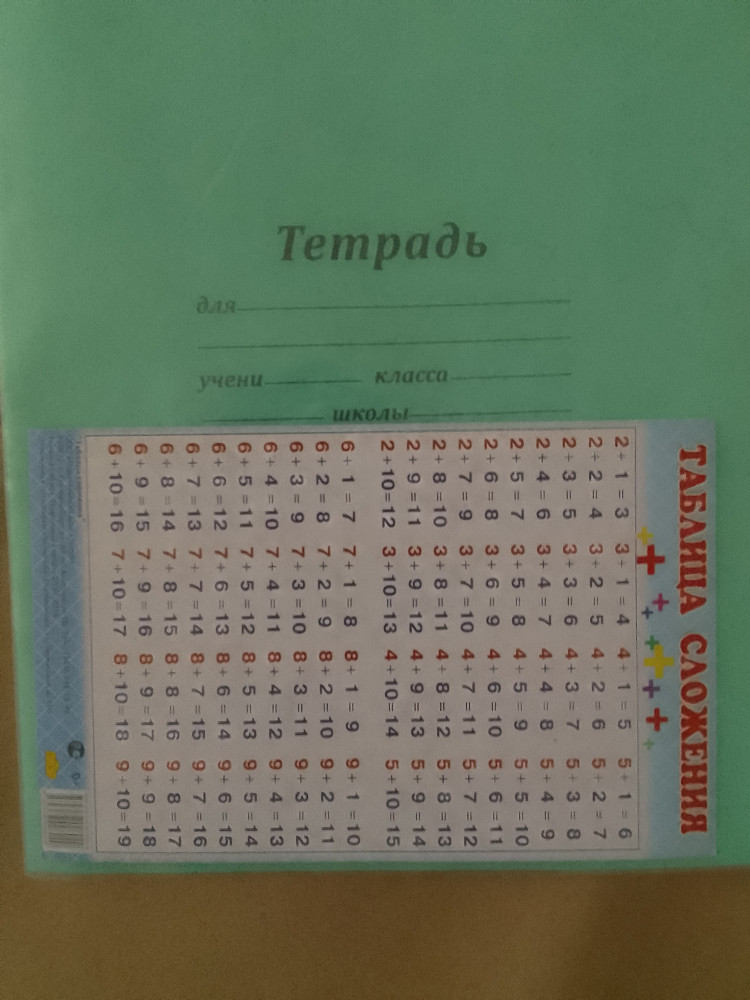 Тетрадь
для
учени класса
школы
ТАБЛИЦА СЛОЖЕНИЯ
2 + 1 = 3 3 + 1 = 4 4 + 1 = 5 5 + 1 = 6
2 + 2 = 4 3 + 2 = 5 4 + 2 = 6 5 + 2 = 7
2 + 3 = 5 3 + 3 = 6 4 + 3 = 7 5 + 3 = 8
2 + 4 = 6 3 + 4 = 7 4 + 4 = 8 5 + 4 = 9
2 + 5 = 7 3 + 5 = 8 4 + 5 = 9 5 + 5 = 10
2 + 6 = 8 3 + 6 = 9 4 + 6 = 10 5 + 6 = 11
2 + 7 = 9 3 + 7 = 10 4 + 7 = 11 5 + 7 = 12
2 + 8 = 10 3 + 8 = 11 4 + 8 = 12 5 + 8 = 13
2 + 9 = 11 3 + 9 = 12 4 + 9 = 13 5 + 9 = 14
2 + 10 = 12 3 + 10 = 13 4 + 10 = 14 5 + 10 = 15
6 + 1 = 7 7 + 1 = 8 8 + 1 = 9 9 + 1 = 10
6 + 2 = 8 7 + 2 = 9 8 + 2 = 10 9 + 2 = 11
6 + 3 = 9 7 + 3 = 10 8 + 3 = 11 9 + 3 = 12
6 + 4 = 10 7 + 4 = 11 8 + 4 = 12 9 + 4 = 13
6 + 5 = 11 7 + 5 = 12 8 + 5 = 13 9 + 5 = 14
6 + 6 = 12 7 + 6 = 13 8 + 6 = 14 9 + 6 = 15
6 + 7 = 13 7 + 7 = 14 8 + 7 = 15 9 + 7 = 16
6 + 8 = 14 7 + 8 = 15 8 + 8 = 16 9 + 8 = 17
6 + 9 = 15 7 + 9 = 16 8 + 9 = 17 9 + 9 = 18
6 + 10 = 16 7 + 10 = 17 8 + 10 = 18 9 + 10 = 19